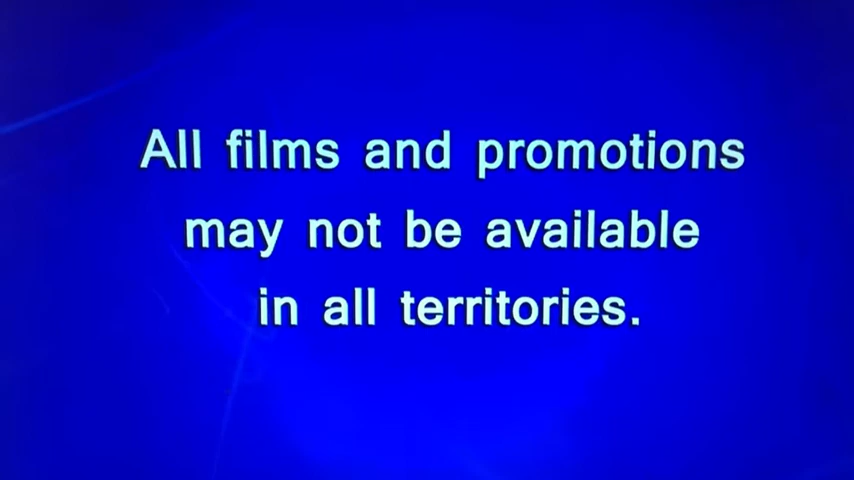 All films and promotions
may not be available
in all territories.